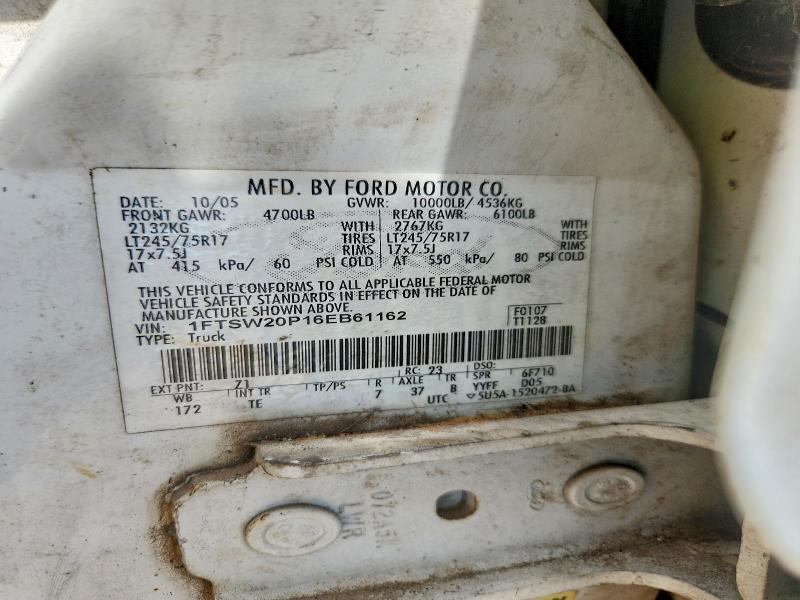 MFD. BY FORD MOTOR CO.
DATE: 10/05 GVWR: 10000LB/ 4536KG
FRONT GAWR: 4700LB REAR GAWR: 6100LB
2132KG WITH 2767KG WITH
LT245/75R17 TIRES LT245/75R17 TIRES
17x7.5J RIMS 17x7.5J RIMS
AT 415 kPa/ 60 PSI COLD AT 550 kPa/ 80 PSI COLD
THIS VEHICLE CONFORMS TO ALL APPLICABLE FEDERAL MOTOR
VEHICLE SAFETY STANDARDS IN EFFECT ON THE DATE OF
MANUFACTURE SHOWN ABOVE.
F0107
VIN: 1FTSW20P16EB61162
T1128
TYPE: Truck
EXT PNT: 71 RC: 23 DSO:
WB INT TR TP/PS R AXLE TR SPR 6F710
172 TE 7 37 B YYFF D05
UTC 5U5A-1520472-BA